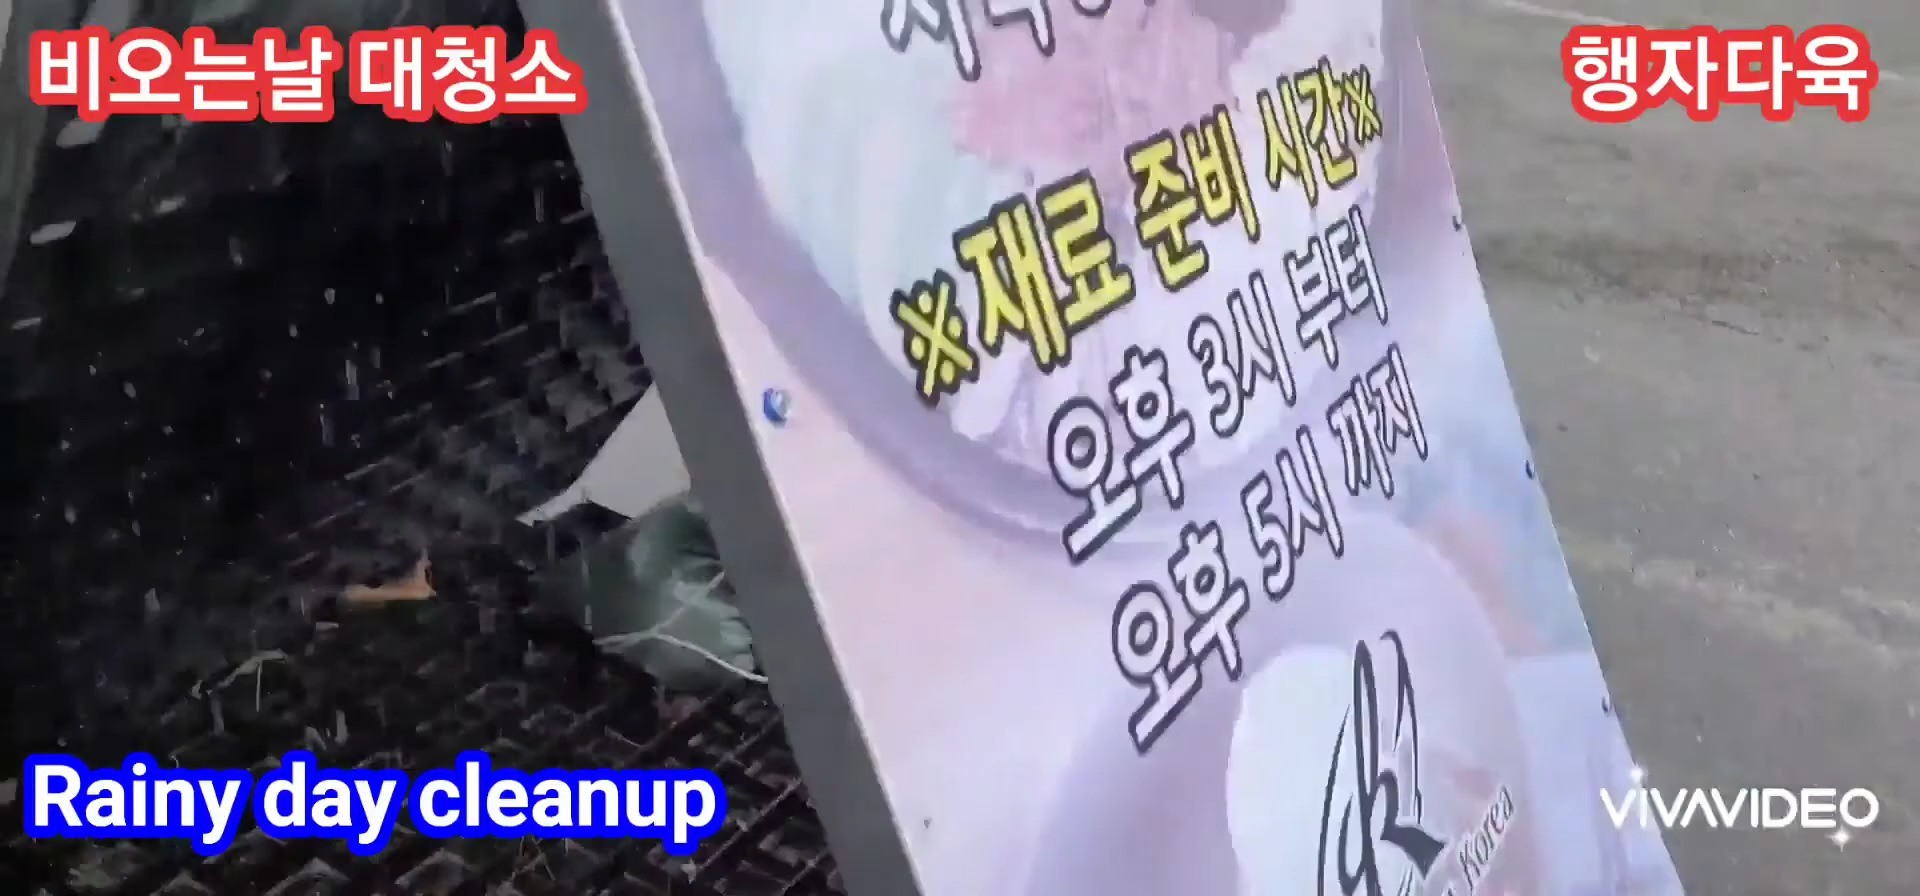 비오는날 대청소
행자다육
※재료 준비 시간※
오후 3시 부터
오후 5시 까지
Korea
Rainy day cleanup
VIVAVIDEO